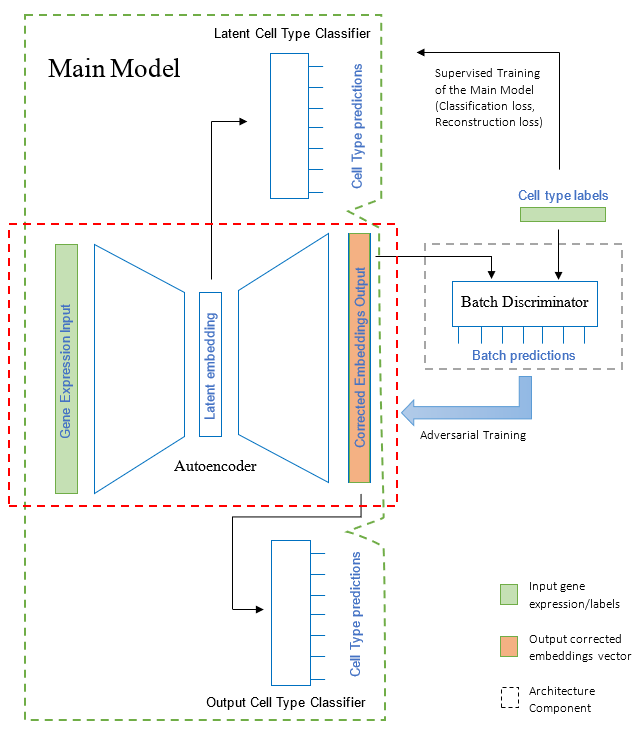 Latent Cell Type Classifier
Main Model
Cell Type predictions
Supervised Training
of the Main Model
(Classification loss,
Reconstruction loss)
Cell type labels
Gene Expression Input
Latent embedding
Corrected Embeddings Output
Autoencoder
Batch Discriminator
Batch predictions
Adversarial Training
Cell Type predictions
Output Cell Type Classifier
Input gene
expression/labels
Output corrected
embeddings vector
Architecture
Component